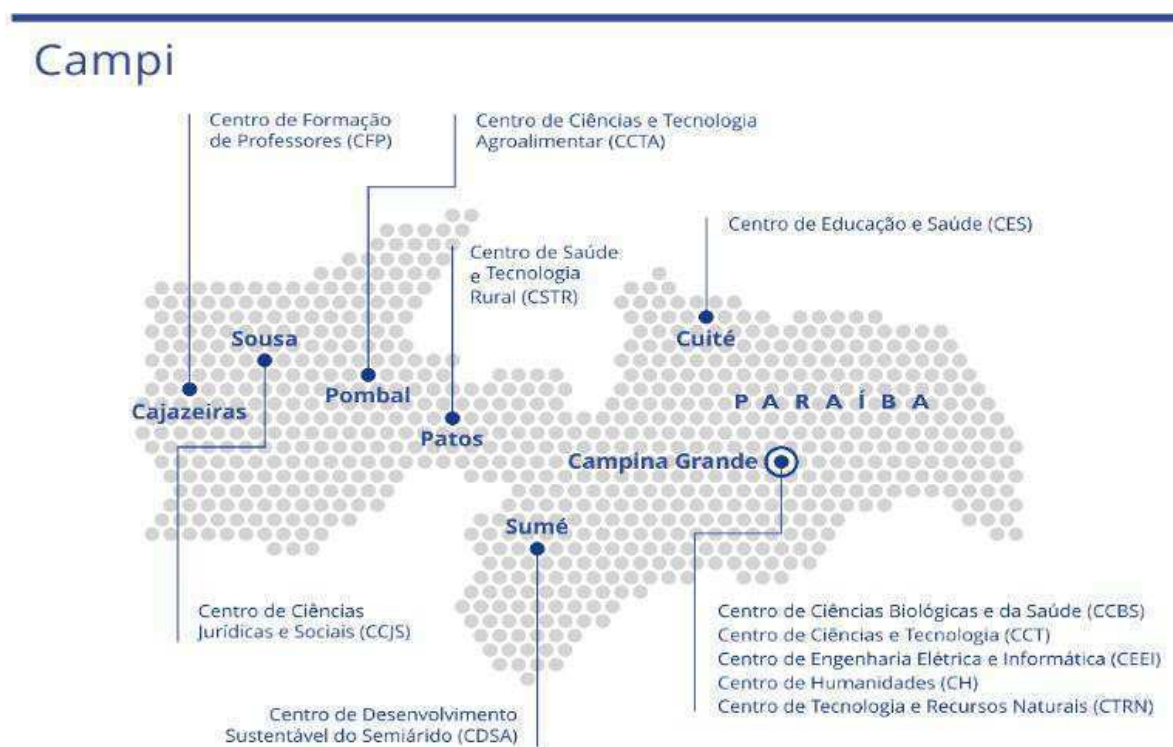 Campi
Centro de Formação
de Professores (CFP)
Centro de Ciências e Tecnologia
Agroalimentar (CCTA)
Centro de Educação e Saúde (CES)
Centro de Saúde
e Tecnologia
Rural (CSTR)
Sousa
Cuité
Pombal
Cajazeiras
PARAÍBA
Patos
Campina Grande
Sumé
Centro de Ciências
Jurídicas e Sociais (CCJS)
Centro de Ciências Biológicas e da Saúde (CCBS)
Centro de Ciências e Tecnologia (CCT)
Centro de Engenharia Elétrica e Informática (CEEI)
Centro de Humanidades (CH)
Centro de Tecnologia e Recursos Naturais (CTRN)
Centro de Desenvolvimento
Sustentável do Semiárido (CDSA)